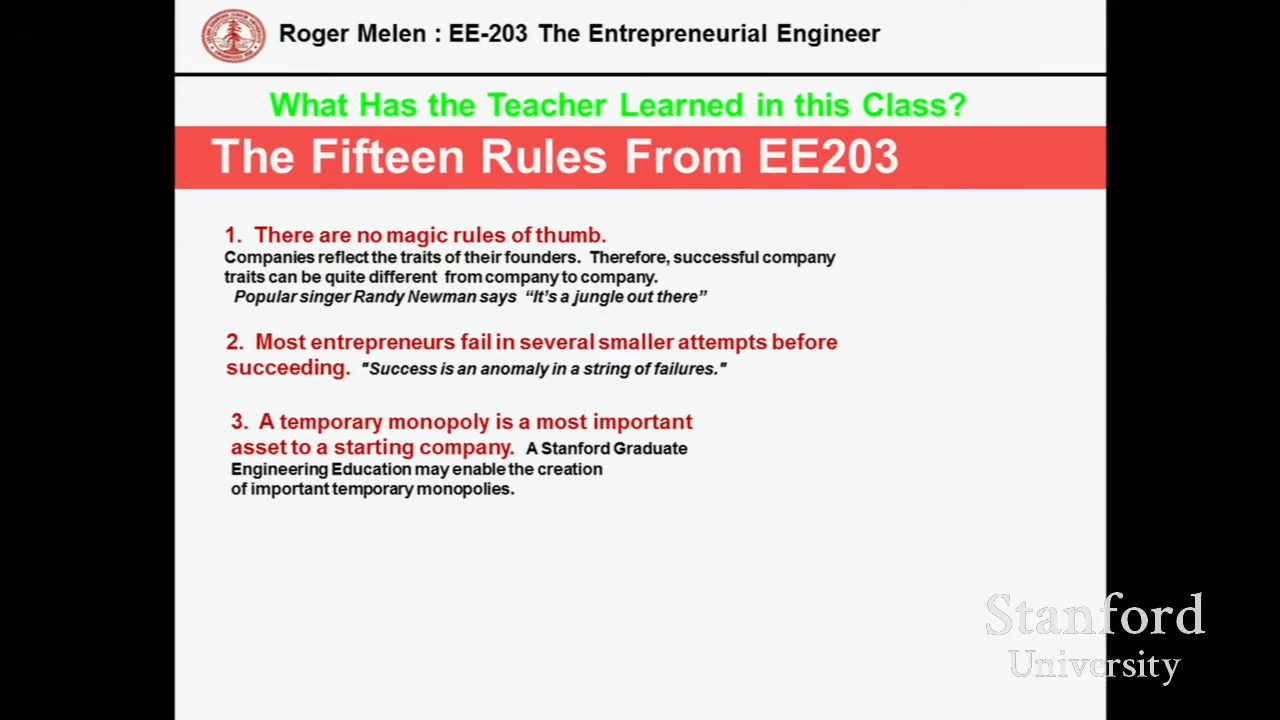 Roger Melen : EE-203 The Entrepreneurial Engineer
What Has the Teacher Learned in this Class?
The Fifteen Rules From EE203
1. There are no magic rules of thumb.
Companies reflect the traits of their founders. Therefore, successful company
traits can be quite different from company to company.
Popular singer Randy Newman says “It's a jungle out there”
2. Most entrepreneurs fail in several smaller attempts before
succeeding. "Success is an anomaly in a string of failures."
3. A temporary monopoly is a most important
asset to a starting company. A Stanford Graduate
Engineering Education may enable the creation
of important temporary monopolies.
Stanford
University